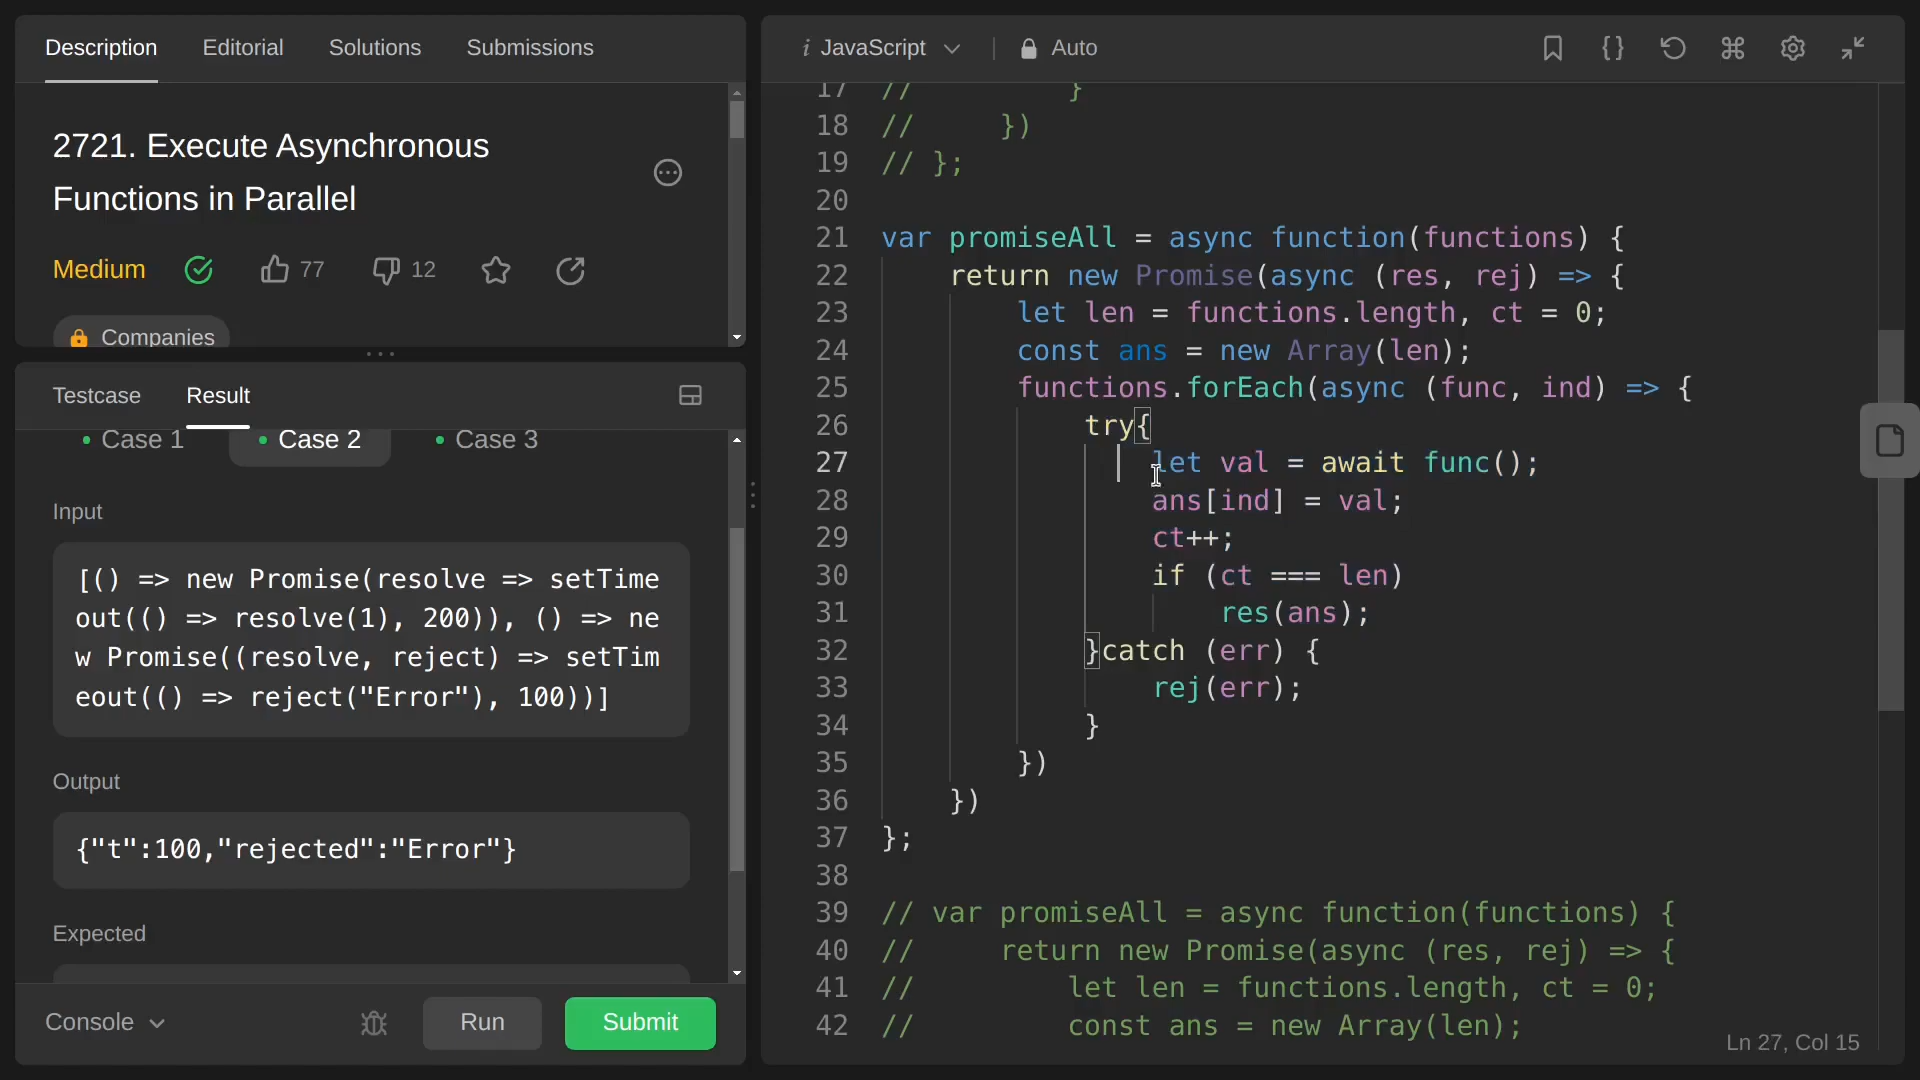 Description Editorial Solutions Submissions
2721. Execute Asynchronous
Functions in Parallel
Medium 77 12
Companies
Testcase Result
Case 1 Case 2 Case 3
Input
[() => new Promise(resolve => setTime
out(() => resolve(1), 200)), () => ne
w Promise((resolve, reject) => setTim
eout(() => reject("Error"), 100))]
Output
{"t":100,"rejected":"Error"}
Expected
Console Run Submit
i JavaScript Auto
17 // }
18 // })
19 // };
20
21 var promiseAll = async function(functions) {
22 return new Promise(async (res, rej) => {
23 let len = functions.length, ct = 0;
24 const ans = new Array(len);
25 functions.forEach(async (func, ind) => {
26 try{
27 let val = await func();
28 ans[ind] = val;
29 ct++;
30 if (ct === len)
31 res(ans);
32 }catch (err) {
33 rej(err);
34 }
35 })
36 })
37 };
38
39 // var promiseAll = async function(functions) {
40 // return new Promise(async (res, rej) => {
41 // let len = functions.length, ct = 0;
42 // const ans = new Array(len);
Ln 27, Col 15